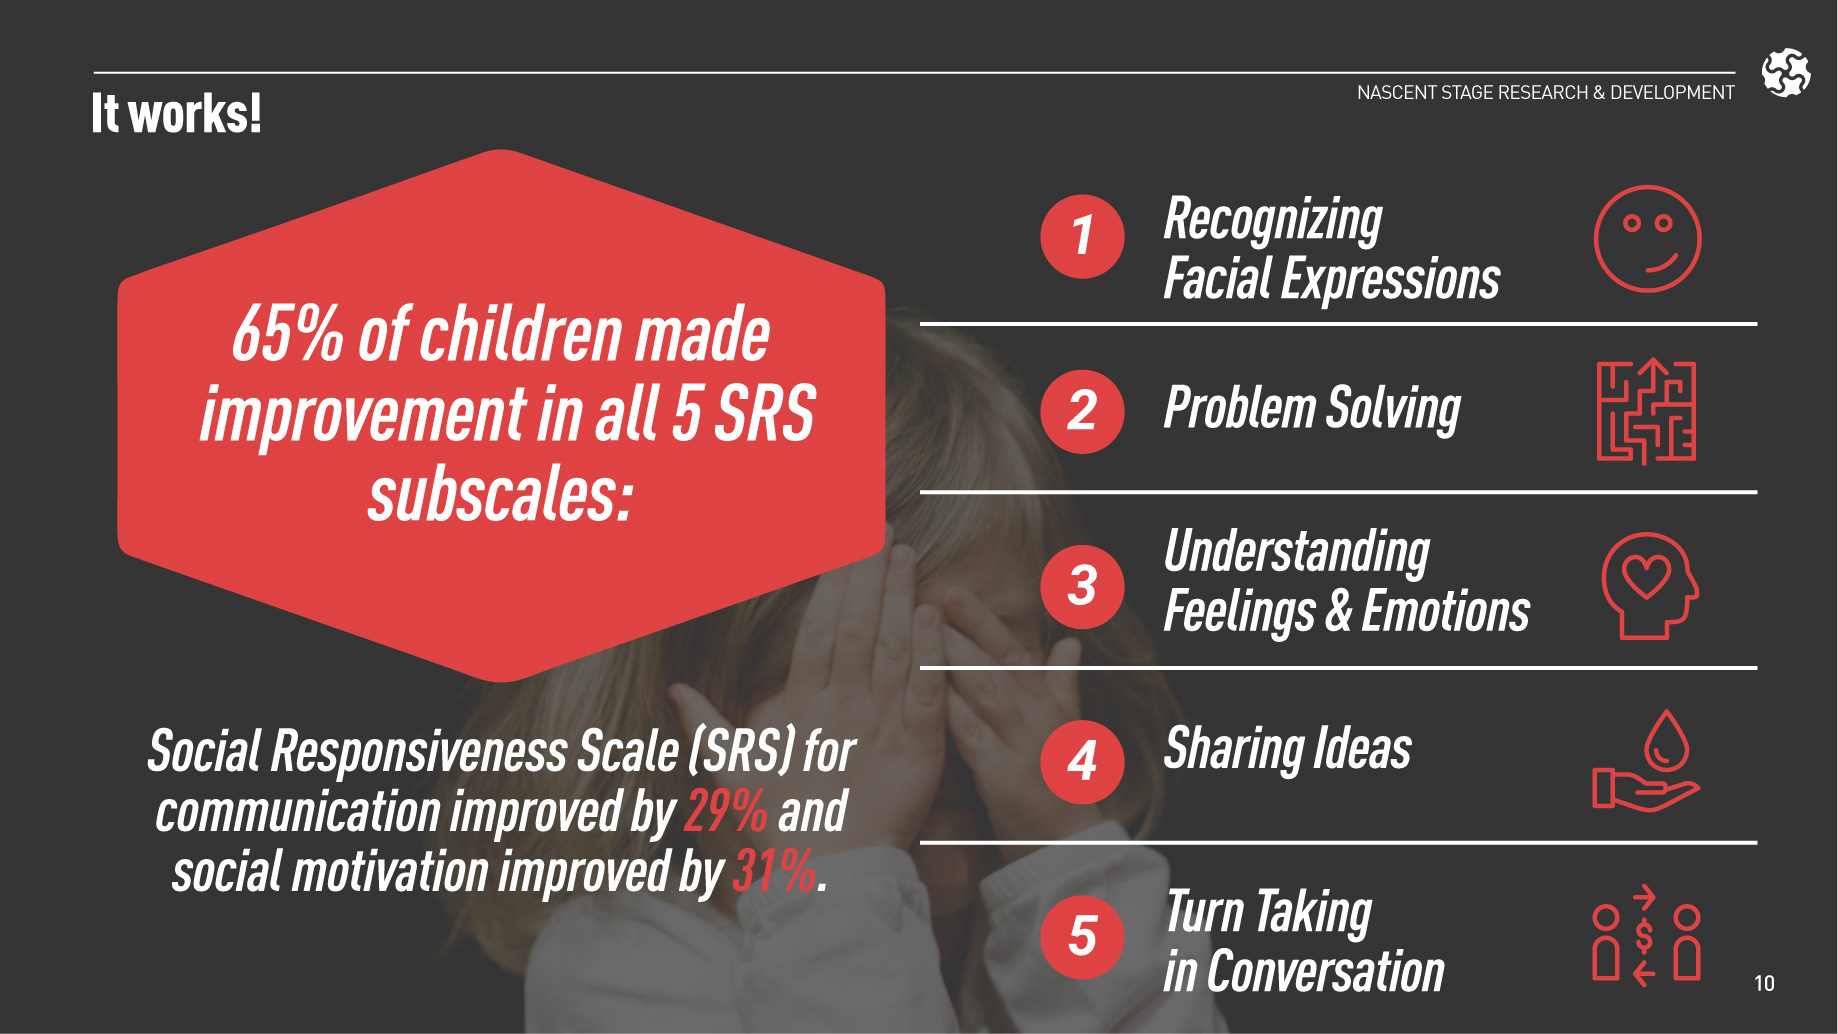 NASCENT STAGE RESEARCH & DEVELOPMENT
It works!
65% of children made
improvement in all 5 SRS
subscales:
Social Responsiveness Scale (SRS) for
communication improved by 29% and
social motivation improved by 31%.
1
Recognizing
Facial Expressions
2
Problem Solving
3
Understanding
Feelings & Emotions
4
Sharing Ideas
5
Turn Taking
in Conversation
$
10